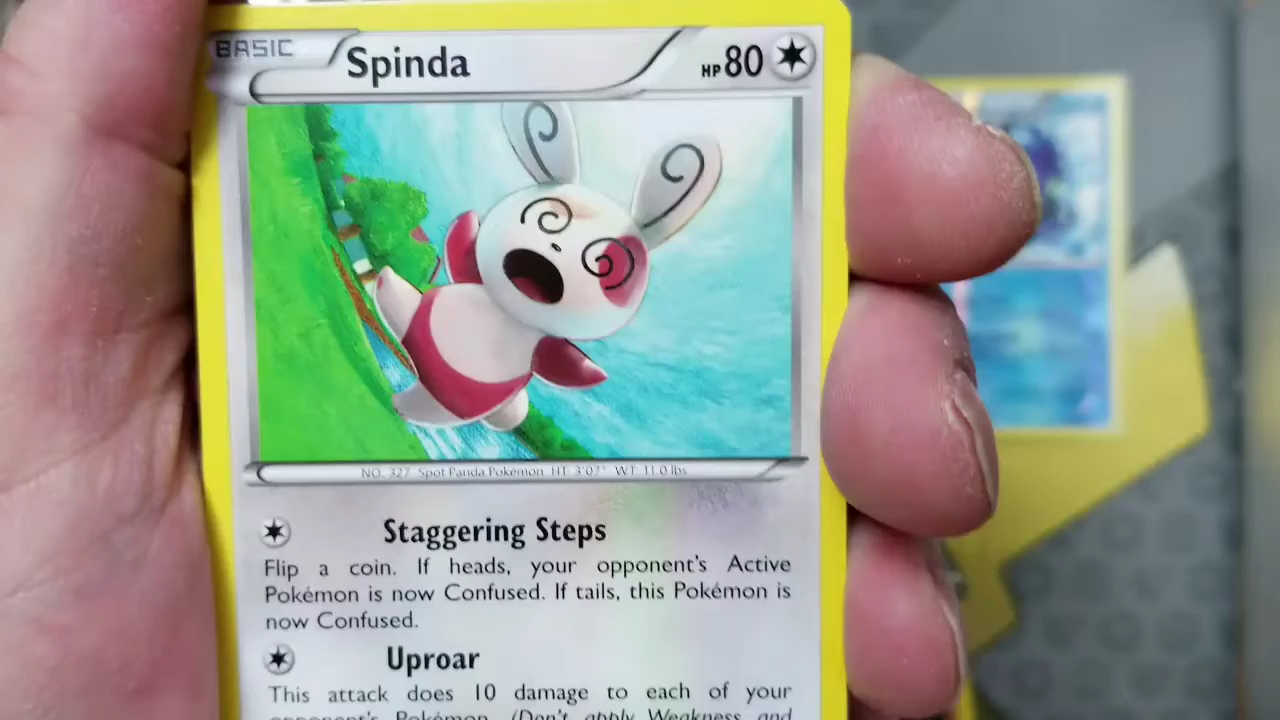 BASIC Spinda HP 80
NO. 327 Spot Panda Pokémon HT: 3'07" WT: 11.0 lbs
Staggering Steps
Flip a coin. If heads, your opponent's Active
Pokémon is now Confused. If tails, this Pokémon is
now Confused.
Uproar
This attack does 10 damage to each of your
opponent's Pokémon. (Don't apply Weakness and